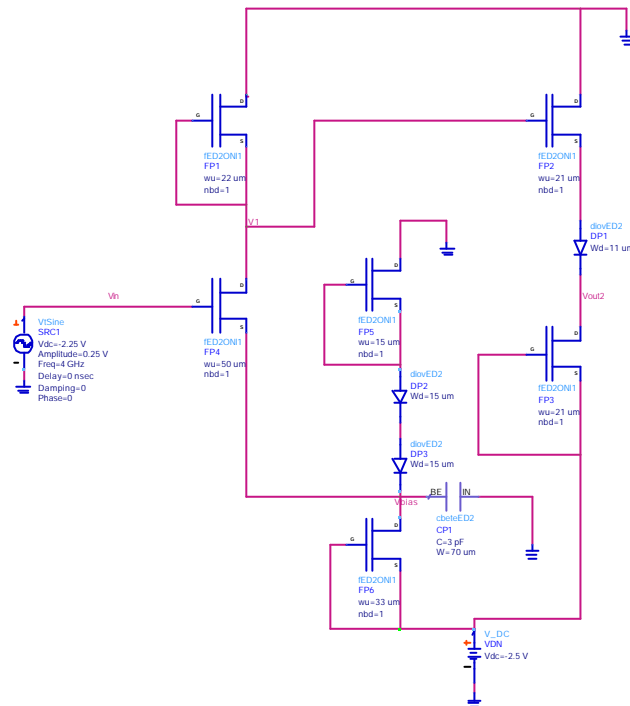 D
G
S
fED2ONI1
FP1
wu=22 um
nbd=1
D
G
S
fED2ONI1
FP2
wu=21 um
nbd=1
V1
diovED2
DP1
Wd=11 um
Vin
D
G
S
fED2ONI1
FP4
wu=50 um
nbd=1
VtSine
SRC1
Vdc=-2.25 V
Amplitude=0.25 V
Freq=4 GHz
Delay=0 nsec
Damping=0
Phase=0
D
G
S
fED2ONI1
FP5
wu=15 um
nbd=1
Vout2
D
G
S
fED2ONI1
FP3
wu=21 um
nbd=1
diovED2
DP2
Wd=15 um
diovED2
DP3
Wd=15 um
Vbias
BE
IN
cbeteED2
CP1
C=3 pF
W=70 um
D
G
S
fED2ONI1
FP6
wu=33 um
nbd=1
V_DC
VDN
Vdc=-2.5 V